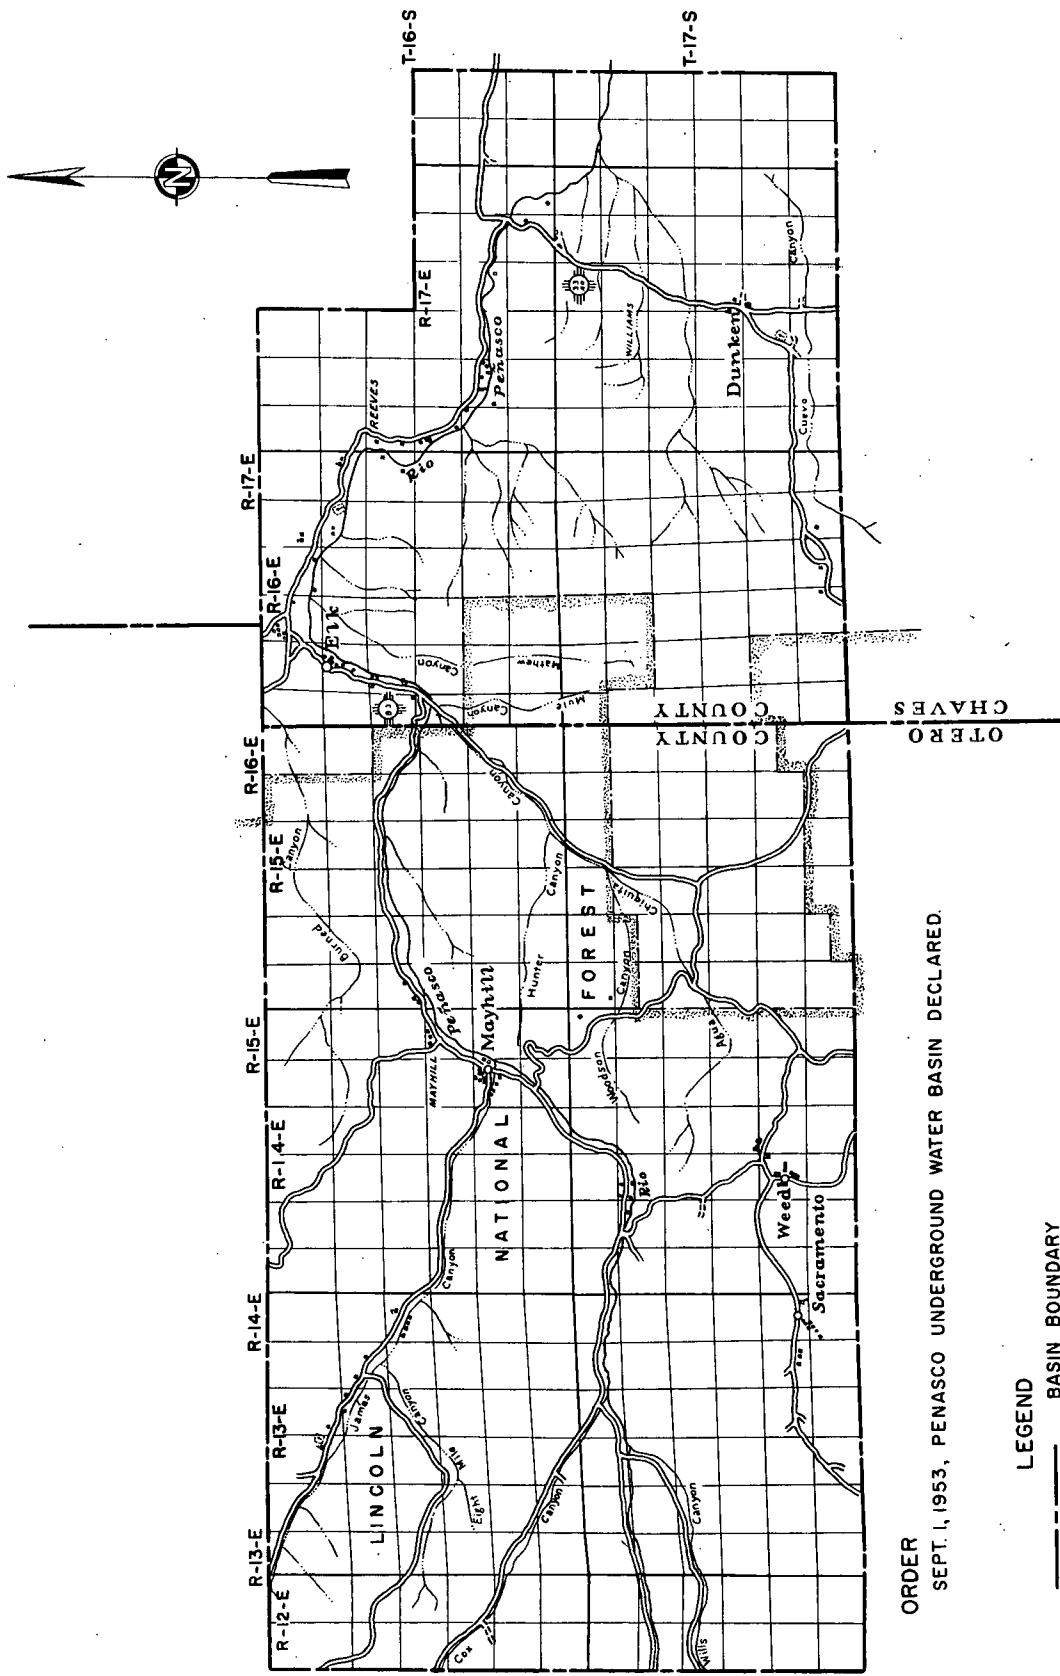 N
T-16-S
T-17-S
R-12-E
R-13-E
R-13-E
R-14-E
R-14-E
R-15-E
R-15-E
R-16-E
R-16-E
R-17-E
R-17-E
LINCOLN
NATIONAL
FOREST
James
Canyon
Eight
Mile
Canyon
Cox
Canyon
Wills
Canyon
Rio
Penasco
MAYHILL
Mayhill
Burned
Canyon
Hunter
Canyon
Woodson
Canyon
Agua
Chiquita
Canyon
Weed
Sacramento
83
Elk
Mule
Canyon
Mathew
Canyon
REEVES
Rio
Penasco
WILLIAMS
Dunken
Cuevo
Canyon
OTERO
COUNTY
CHAVES
COUNTY
ORDER
SEPT. 1, 1953, PENASCO UNDERGROUND WATER BASIN DECLARED.
LEGEND
BASIN BOUNDARY